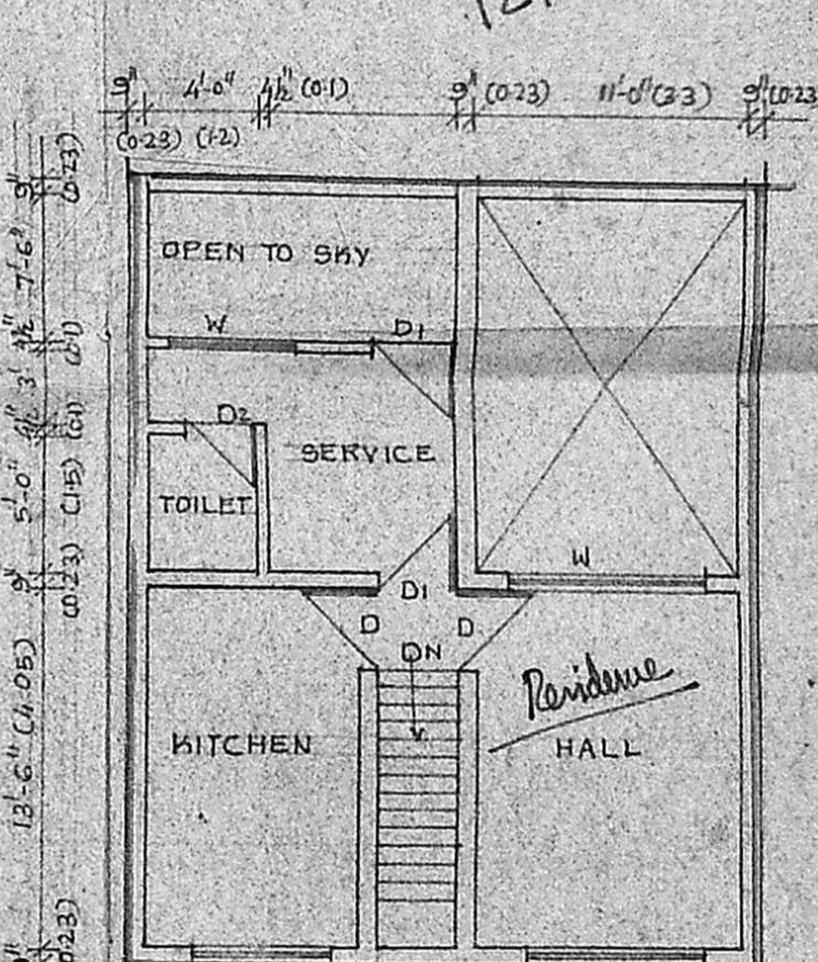 9" 4'-0" 4½" (0·1) 9" (0·23) 11'-0" (3·3) 9" (0·23
(0·23) (1·2)
9" (0·23)
7'-6"
4½" (0·1)
3'
4½" (0·1)
5'-0" (1·5)
9" (0·23)
13'-6" (4.05)
0·23)
OPEN TO SKY
W D1
D2
SERVICE
TOILET
W
D1
D D
DN
Residence
KITCHEN
HALL